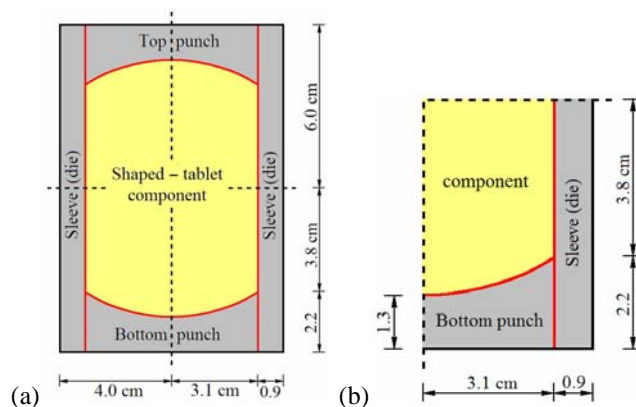 Top punch
Sleeve (die)
Shaped – tablet
component
Sleeve (die)
Bottom punch
6.0 cm
3.8 cm
2.2
4.0 cm
3.1 cm
0.9
(a)
component
Sleeve (die)
Bottom punch
1.3
3.8 cm
2.2
3.1 cm
0.9
(b)